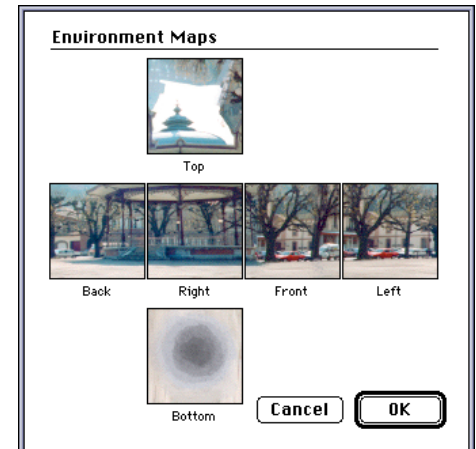 Environment Maps
Top
Back Right Front Left
Bottom
Cancel OK